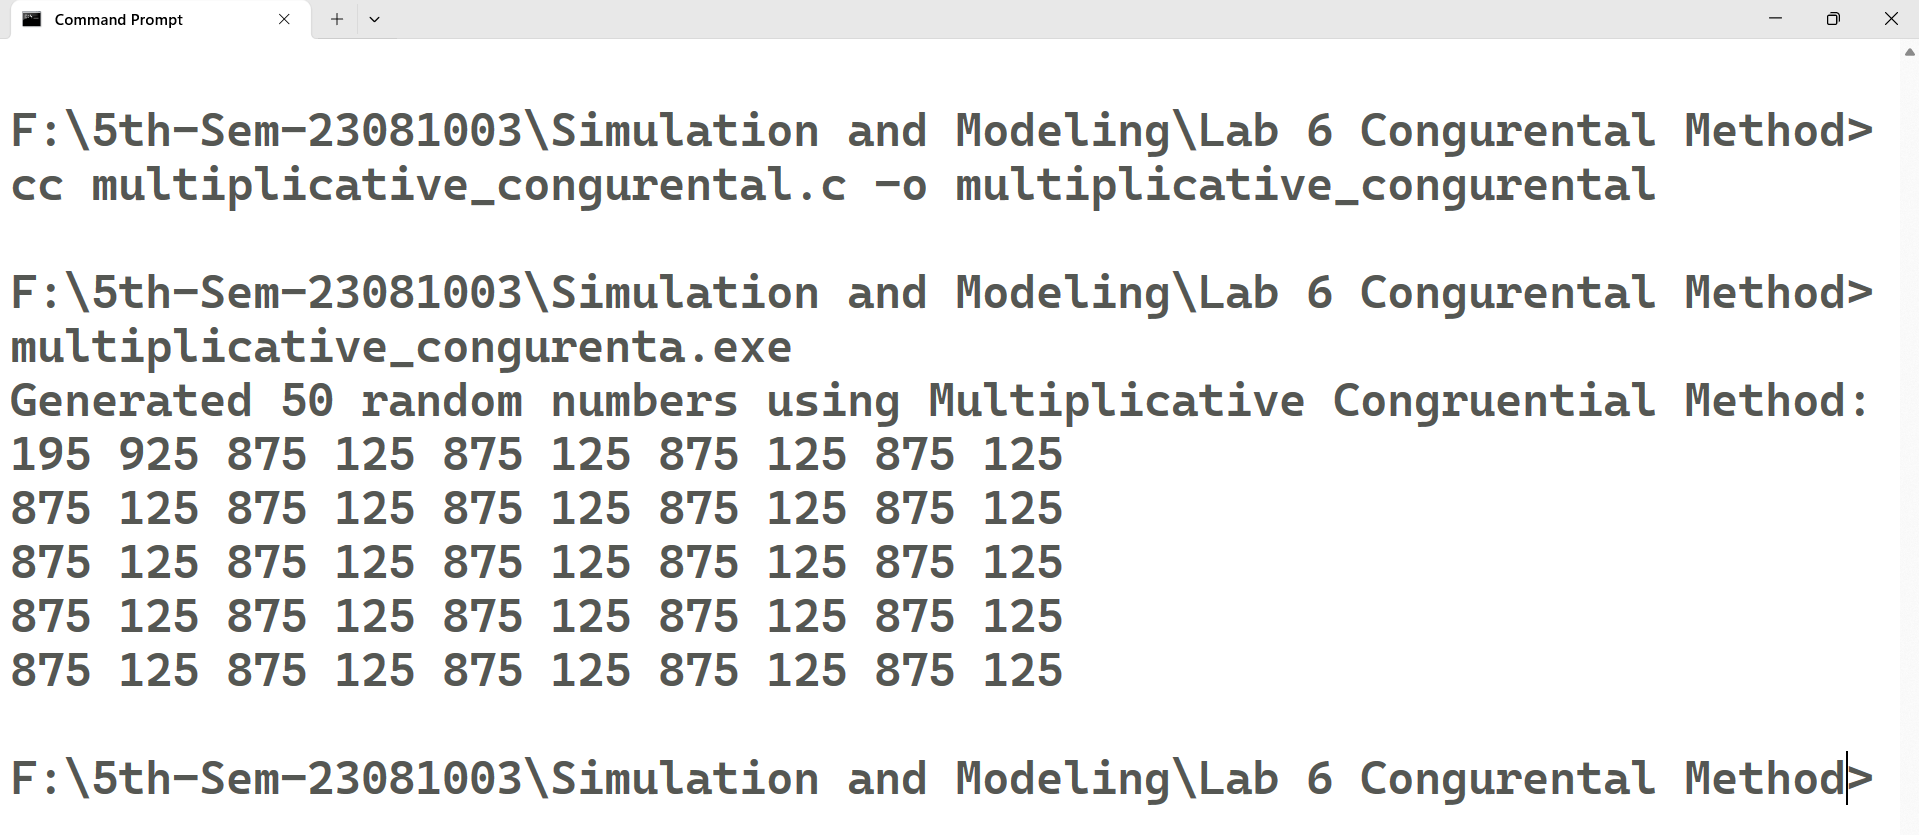 Command Prompt
F:\5th-Sem-23081003\Simulation and Modeling\Lab 6 Congurental Method>
cc multiplicative_congurental.c -o multiplicative_congurental
F:\5th-Sem-23081003\Simulation and Modeling\Lab 6 Congurental Method>
multiplicative_congurenta.exe
Generated 50 random numbers using Multiplicative Congruential Method:
195 925 875 125 875 125 875 125 875 125
875 125 875 125 875 125 875 125 875 125
875 125 875 125 875 125 875 125 875 125
875 125 875 125 875 125 875 125 875 125
875 125 875 125 875 125 875 125 875 125
F:\5th-Sem-23081003\Simulation and Modeling\Lab 6 Congurental Method>